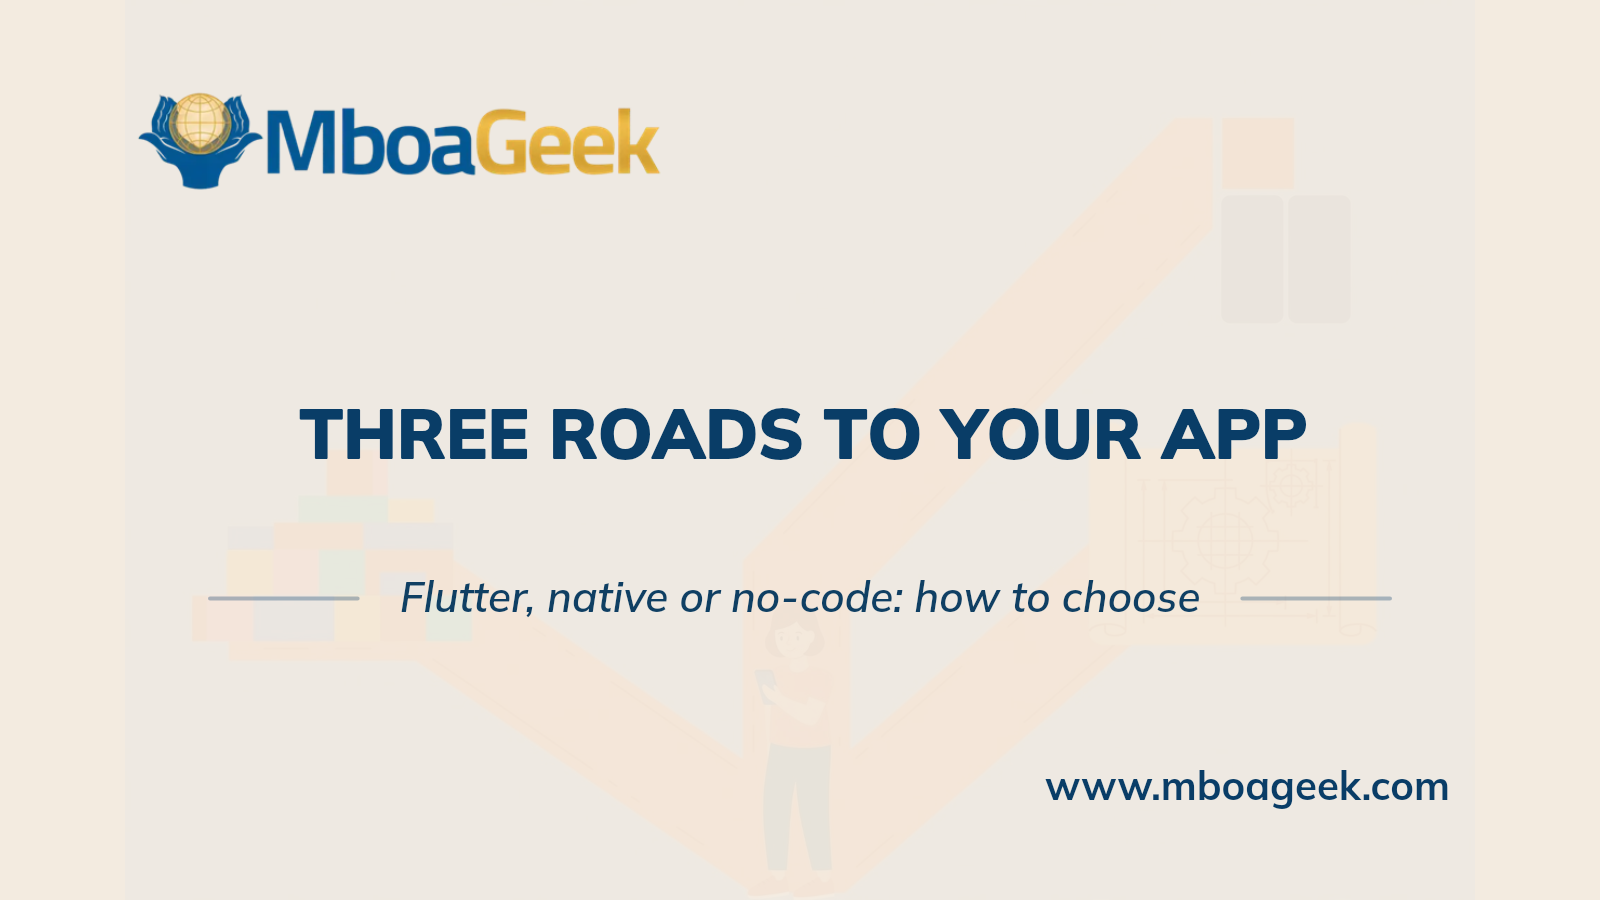 MboaGeek
THREE ROADS TO YOUR APP
Flutter, native or no-code: how to choose
www.mboageek.com